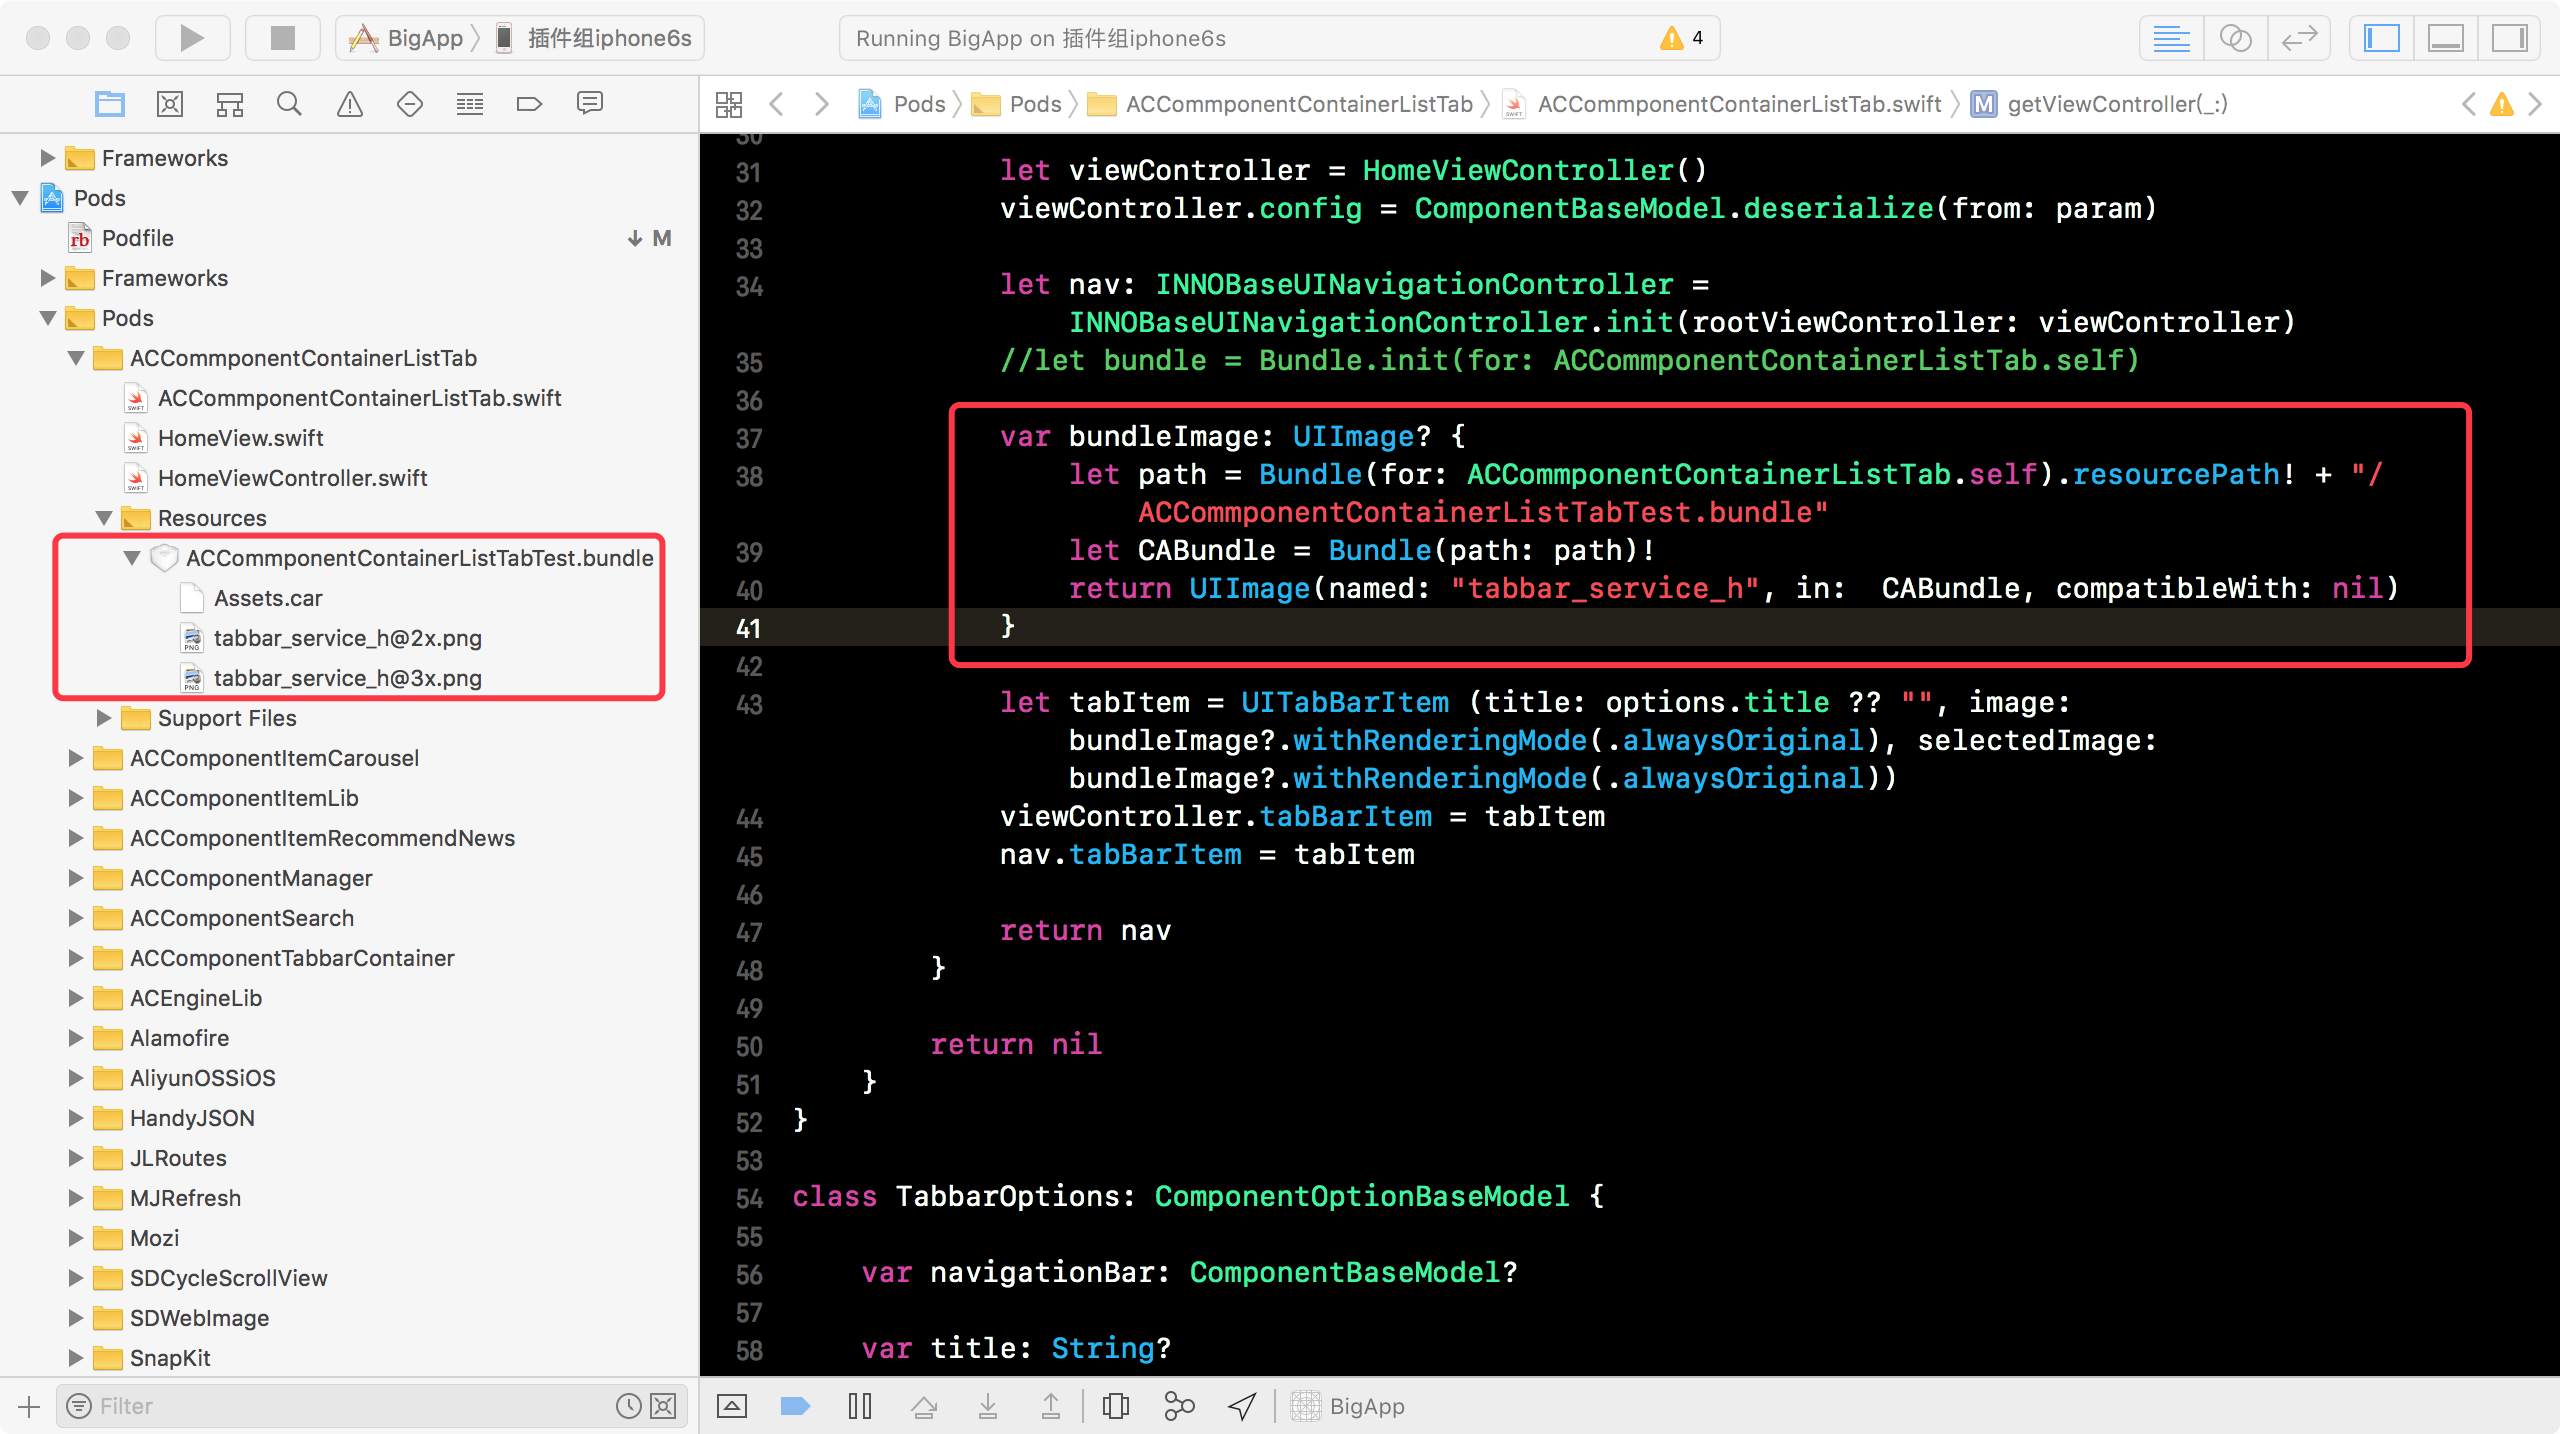 BigApp 插件组iphone6s
Running BigApp on 插件组iphone6s
4
Pods Pods ACCommponentContainerListTab ACCommponentContainerListTab.swift M getViewController(_:)
Frameworks
Pods
rb Podfile M
Frameworks
Pods
ACCommponentContainerListTab
SWIFT ACCommponentContainerListTab.swift
SWIFT HomeView.swift
SWIFT HomeViewController.swift
Resources
ACCommponentContainerListTabTest.bundle
Assets.car
PNG tabbar_service_h@2x.png
PNG tabbar_service_h@3x.png
Support Files
ACComponentItemCarousel
ACComponentItemLib
ACComponentItemRecommendNews
ACComponentManager
ACComponentSearch
ACComponentTabbarContainer
ACEngineLib
Alamofire
AliyunOSSiOS
HandyJSON
JLRoutes
MJRefresh
Mozi
SDCycleScrollView
SDWebImage
SnapKit
Filter
30
31 let viewController = HomeViewController()
32 viewController.config = ComponentBaseModel.deserialize(from: param)
33
34 let nav: INNOBaseUINavigationController =
INNOBaseUINavigationController.init(rootViewController: viewController)
35 //let bundle = Bundle.init(for: ACCommponentContainerListTab.self)
36
37 var bundleImage: UIImage? {
38 let path = Bundle(for: ACCommponentContainerListTab.self).resourcePath! + "/
ACCommponentContainerListTabTest.bundle"
39 let CABundle = Bundle(path: path)!
40 return UIImage(named: "tabbar_service_h", in:  CABundle, compatibleWith: nil)
41 }
42
43 let tabItem = UITabBarItem (title: options.title ?? "", image:
bundleImage?.withRenderingMode(.alwaysOriginal), selectedImage:
bundleImage?.withRenderingMode(.alwaysOriginal))
44 viewController.tabBarItem = tabItem
45 nav.tabBarItem = tabItem
46
47 return nav
48 }
49
50 return nil
51 }
52 }
53
54 class TabbarOptions: ComponentOptionBaseModel {
55
56 var navigationBar: ComponentBaseModel?
57
58 var title: String?
BigApp